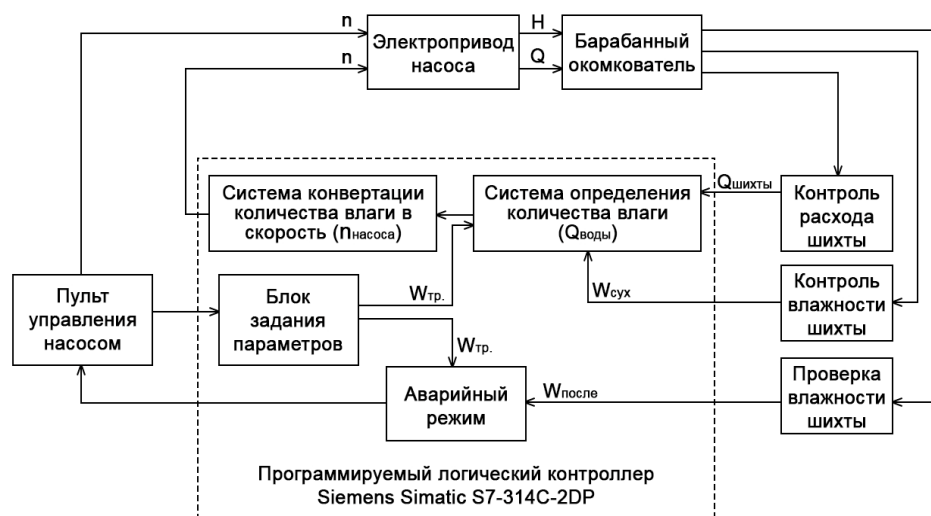 n
n
Электропривод
насоса
H
Q
Барабанный
окомкователь
Система конвертации
количества влаги в
скорость (nнасоса)
Система определения
количества влаги
(Qводы)
Qшихты
Контроль
расхода
шихты
Пульт
управления
насосом
Блок
задания
параметров
Wтр.
Wтр.
Wсух
Контроль
влажности
шихты
Аварийный
режим
Wпосле
Проверка
влажности
шихты
Программируемый логический контроллер
Siemens Simatic S7-314C-2DP